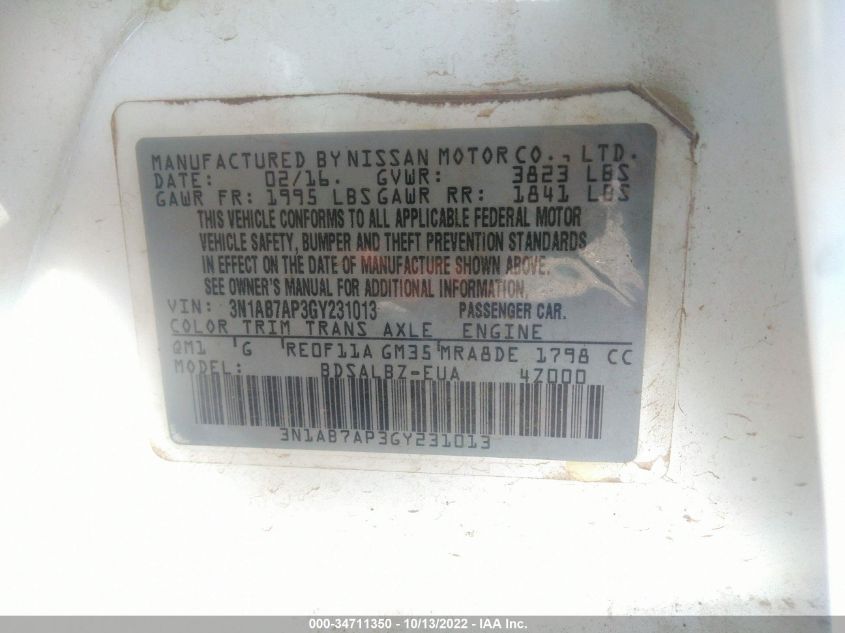 MANUFACTURED BY NISSAN MOTOR CO., LTD.
DATE: 02/16. GVWR: 3823 LBS
GAWR FR: 1995 LBS GAWR RR: 1841 LBS
THIS VEHICLE CONFORMS TO ALL APPLICABLE FEDERAL MOTOR
VEHICLE SAFETY, BUMPER AND THEFT PREVENTION STANDARDS
IN EFFECT ON THE DATE OF MANUFACTURE SHOWN ABOVE.
SEE OWNER'S MANUAL FOR ADDITIONAL INFORMATION.
VIN: 3N1AB7AP3GY231013 PASSENGER CAR.
COLOR TRIM TRANS AXLE ENGINE
QM1 G RE0F11A GM35 MRA8DE 1798 CC
MODEL: BDSALBZ-EUA 4Z000
3N1AB7AP3GY231013
000-34711350 | 10/13/2022 - IAA Inc.